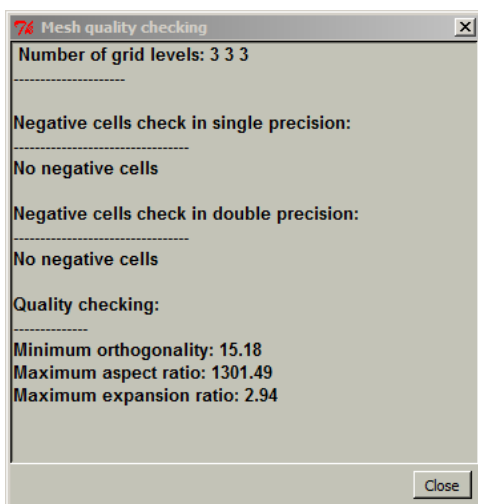 Mesh quality checking
Number of grid levels: 3 3 3
---------------------
Negative cells check in single precision:
---------------------------------
No negative cells
Negative cells check in double precision:
---------------------------------
No negative cells
Quality checking:
--------------
Minimum orthogonality: 15.18
Maximum aspect ratio: 1301.49
Maximum expansion ratio: 2.94
Close